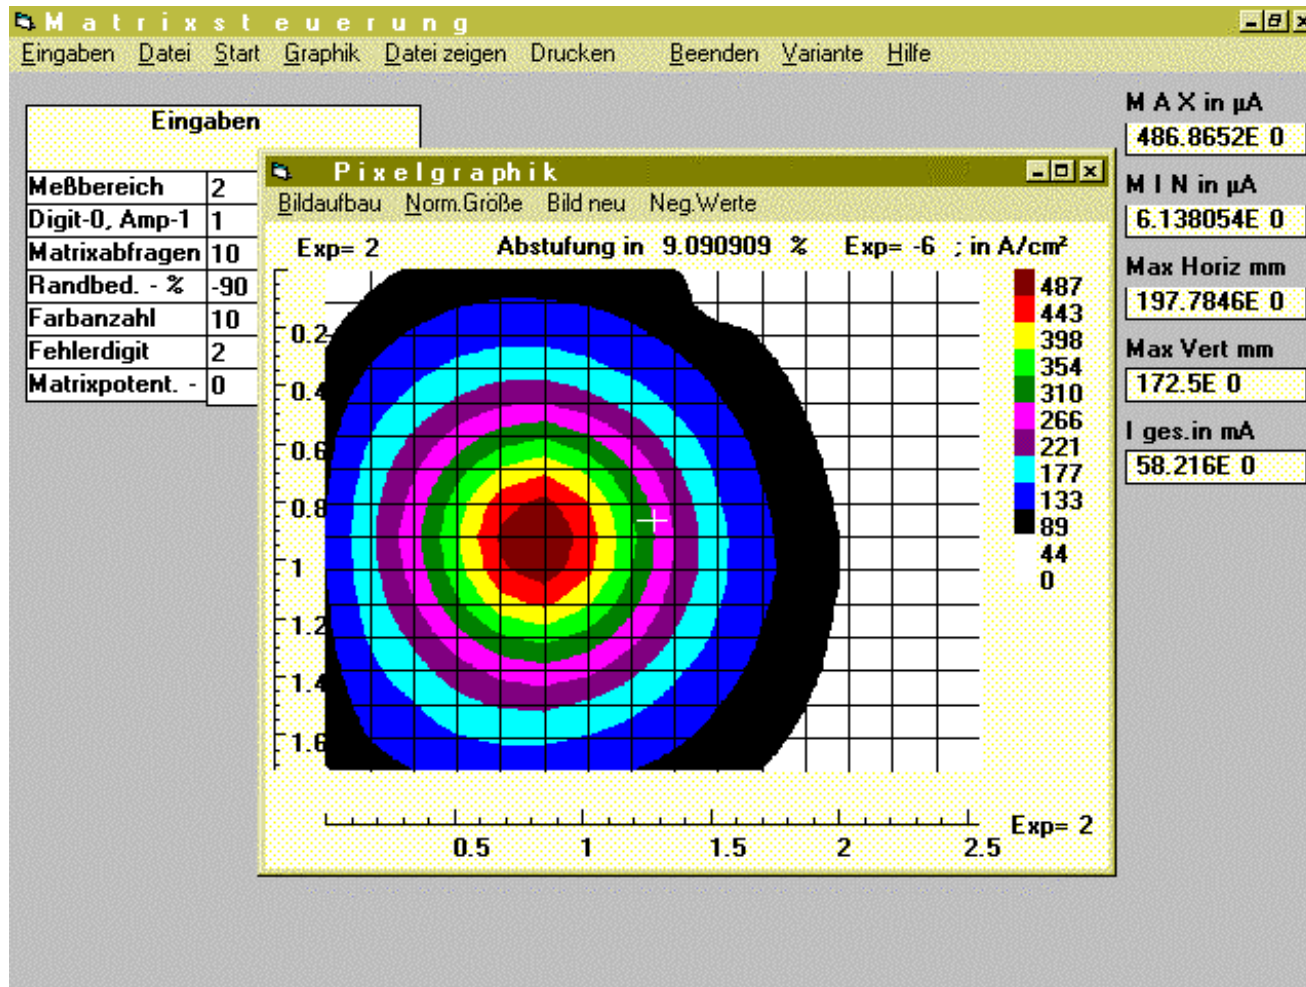 Matrixsteuerung
Eingaben Datei Start Graphik Datei zeigen Drucken Beenden Variante Hilfe
Eingaben
Meßbereich 2
Digit-0, Amp-1 1
Matrixabfragen 10
Randbed. - % -90
Farbanzahl 10
Fehlerdigit 2
Matrixpotent. - 0
Pixelgraphik
Bildaufbau Norm.Größe Bild neu Neg.Werte
Exp= 2 Abstufung in 9.090909 % Exp= -6 ; in A/cm²
0.2
0.4
0.6
0.8
1
1.2
1.4
1.6
487
443
398
354
310
266
221
177
133
89
44
0
0.5 1 1.5 2 2.5
Exp= 2
M A X in µA
486.8652E 0
M I N in µA
6.138054E 0
Max Horiz mm
197.7846E 0
Max Vert mm
172.5E 0
I ges.in mA
58.216E 0